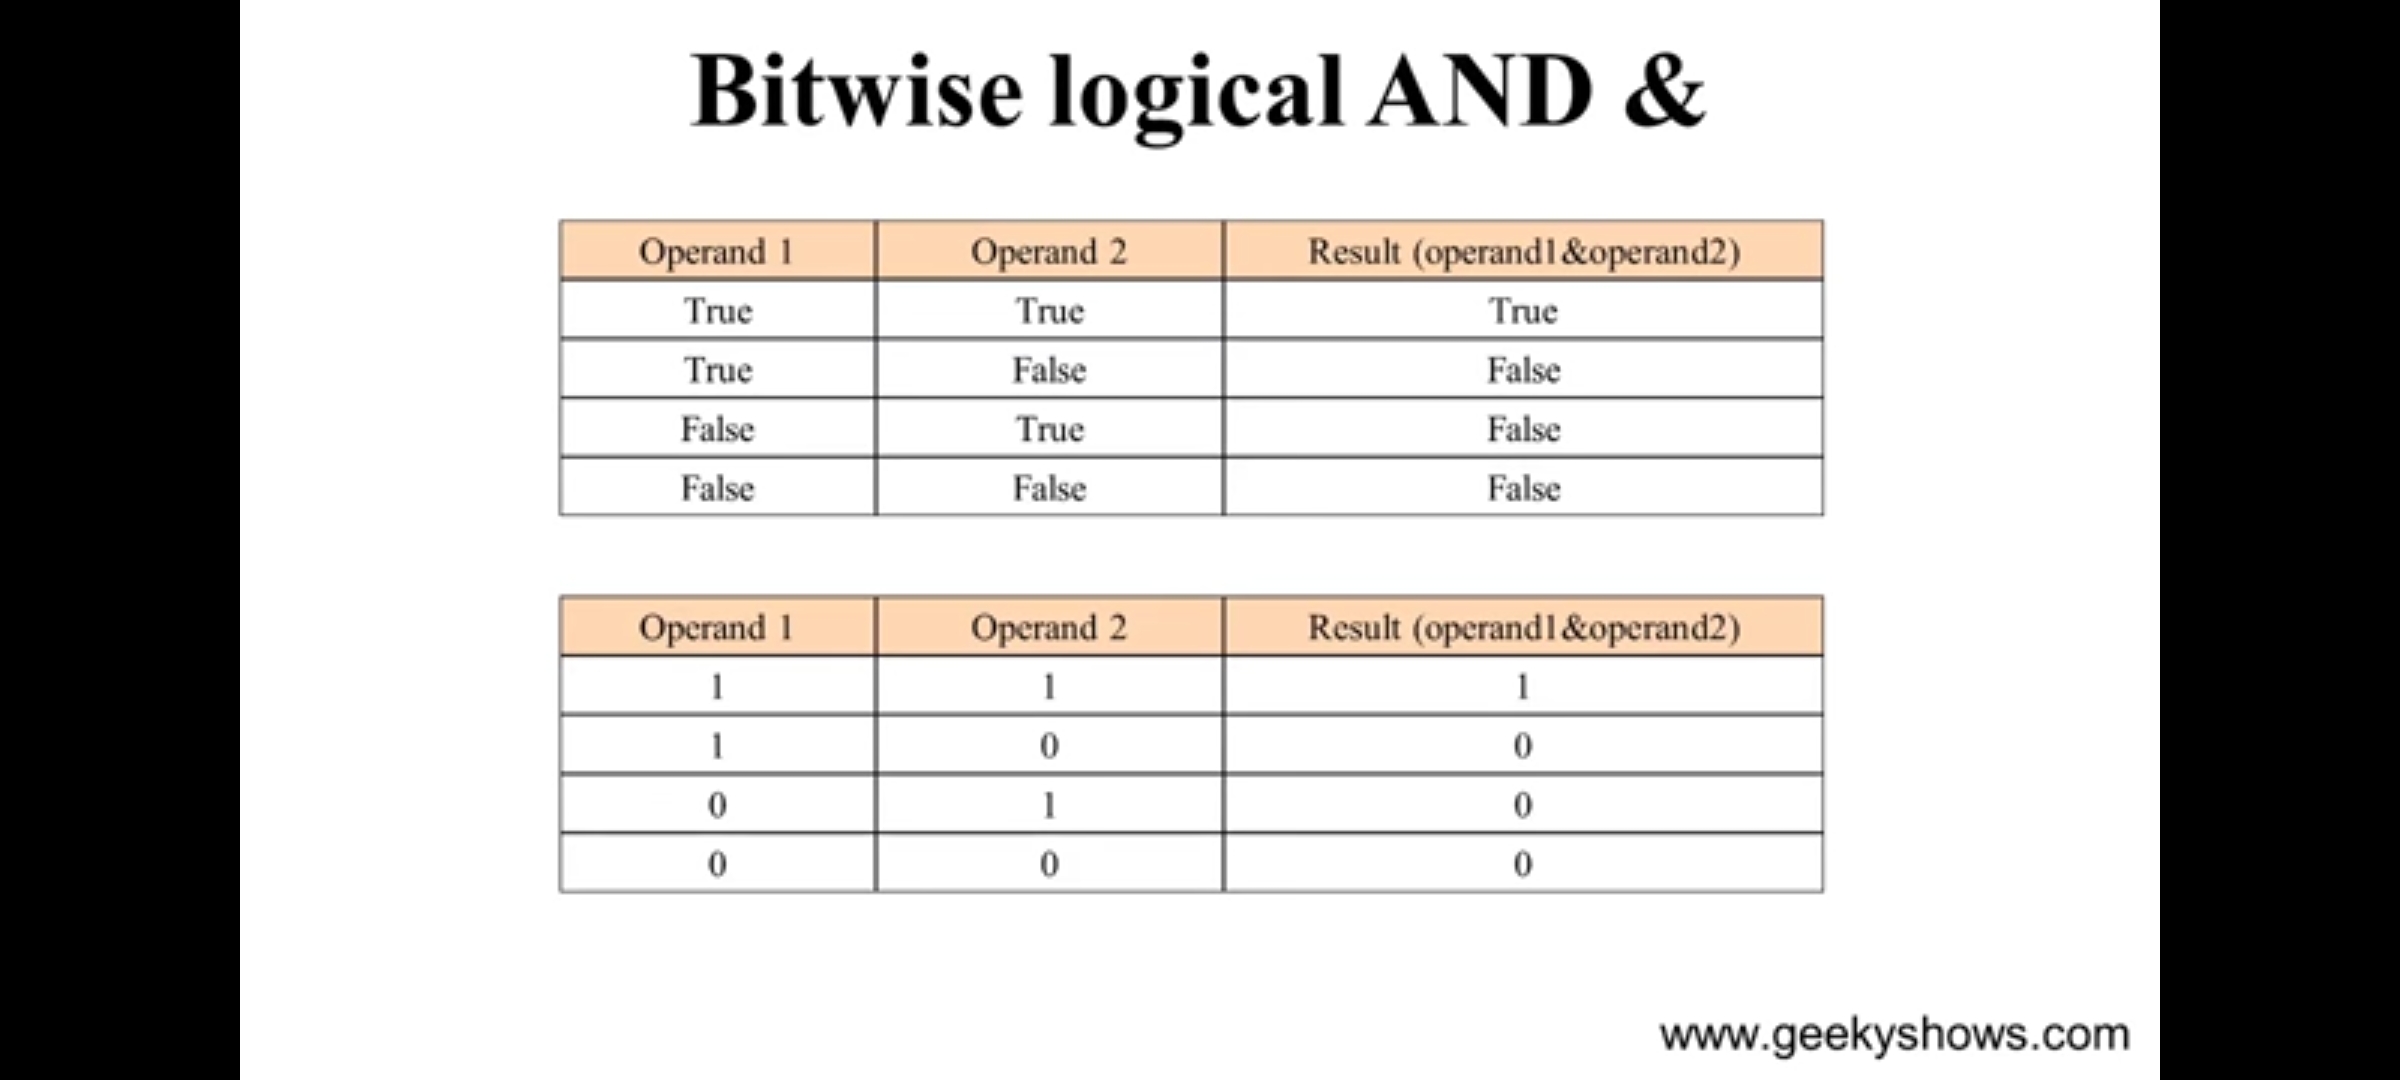 Bitwise logical AND &
Operand 1 Operand 2 Result (operand1&operand2)
True True True
True False False
False True False
False False False
Operand 1 Operand 2 Result (operand1&operand2)
1 1 1
1 0 0
0 1 0
0 0 0
www.geekyshows.com